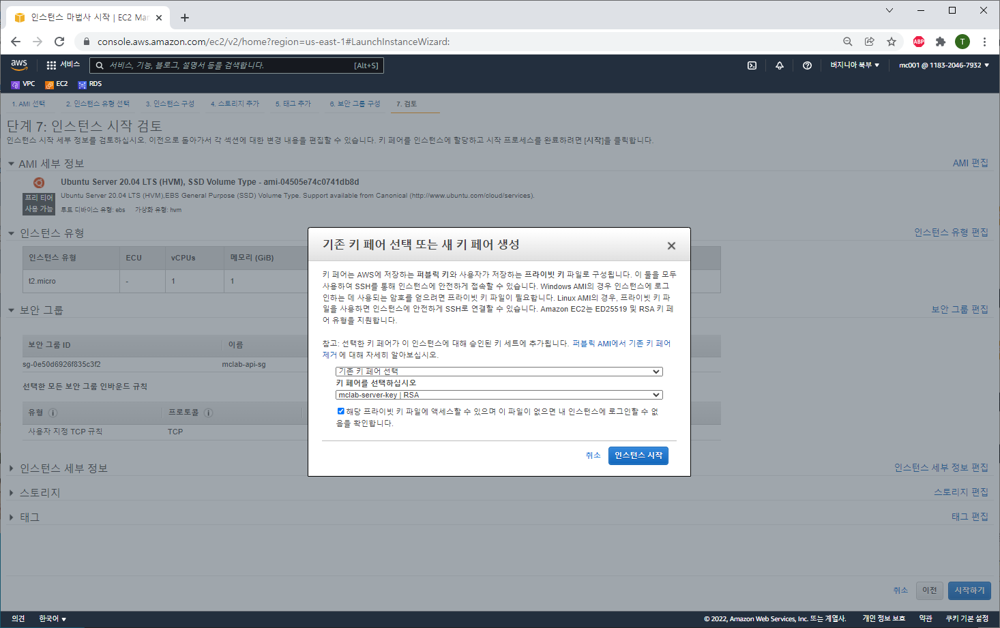 인스턴스 마법사 시작 | EC2 Mar
console.aws.amazon.com/ec2/v2/home?region=us-east-1#LaunchInstanceWizard:
ABP
T
aws
서비스
서비스, 기능, 블로그, 설명서 등을 검색합니다.
[Alt+S]
버지니아 북부
mc001 @ 1183-2046-7932
VPC
EC2
RDS
1. AMI 선택
2. 인스턴스 유형 선택
3. 인스턴스 구성
4. 스토리지 추가
5. 태그 추가
6. 보안 그룹 구성
7. 검토
단계 7: 인스턴스 시작 검토
인스턴스 시작 세부 정보를 검토하십시오. 이전으로 돌아가서 각 섹션에 대한 변경 내용을 편집할 수 있습니다. 키 페어를 인스턴스에 할당하고 시작 프로세스를 완료하려면 [시작]을 클릭합니다.
AMI 세부 정보
AMI 편집
Ubuntu Server 20.04 LTS (HVM), SSD Volume Type - ami-04505e74c0741db8d
프리 티어
사용 가능
Ubuntu Server 20.04 LTS (HVM),EBS General Purpose (SSD) Volume Type. Support available from Canonical (http://www.ubuntu.com/cloud/services).
루트 디바이스 유형: ebs 가상화 유형: hvm
인스턴스 유형
인스턴스 유형 편집
인스턴스 유형
ECU
vCPUs
메모리 (GiB)
t2.micro
-
1
1
보안 그룹
보안 그룹 편집
보안 그룹 ID
이름
sg-0e50d6926f835c3f2
mclab-api-sg
선택한 모든 보안 그룹 인바운드 규칙
유형
프로토콜
사용자 지정 TCP 규칙
TCP
인스턴스 세부 정보
인스턴스 세부 정보 편집
스토리지
스토리지 편집
태그
태그 편집
기존 키 페어 선택 또는 새 키 페어 생성
키 페어는 AWS에 저장하는 퍼블릭 키와 사용자가 저장하는 프라이빗 키 파일로 구성됩니다. 이 둘을 모두
사용하여 SSH를 통해 인스턴스에 안전하게 접속할 수 있습니다. Windows AMI의 경우 인스턴스에 로그
인하는 데 사용되는 암호를 얻으려면 프라이빗 키 파일이 필요합니다. Linux AMI의 경우, 프라이빗 키 파
일을 사용하면 인스턴스에 안전하게 SSH로 연결할 수 있습니다. Amazon EC2는 ED25519 및 RSA 키 페
어 유형을 지원합니다.
참고: 선택한 키 페어가 이 인스턴스에 대해 승인된 키 세트에 추가됩니다. 퍼블릭 AMI에서 기존 키 페어
제거 에 대해 자세히 알아보십시오.
기존 키 페어 선택
키 페어를 선택하십시오
mclab-server-key | RSA
해당 프라이빗 키 파일에 액세스할 수 있으며 이 파일이 없으면 내 인스턴스에 로그인할 수 없
음을 확인합니다.
취소
인스턴스 시작
취소
이전
시작하기
의견
한국어
© 2022, Amazon Web Services, Inc. 또는 계열사.
개인 정보 보호
약관
쿠키 기본 설정